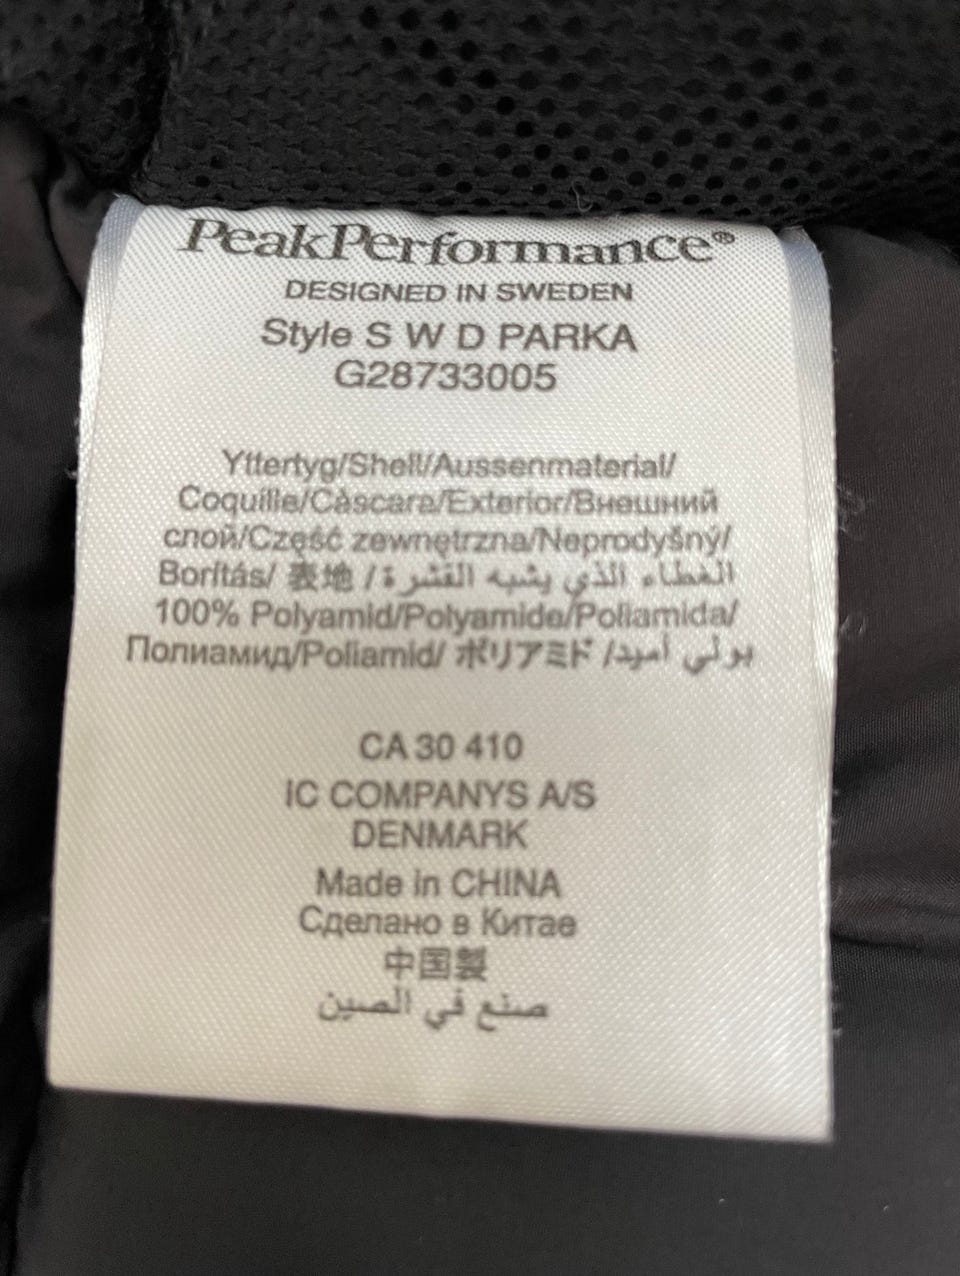 PeakPerformance®
DESIGNED IN SWEDEN
Style S W D PARKA
G28733005
Yttertyg/Shell/Aussenmaterial/
Coquille/Càscara/Exterior/Внешний
слой/Część zewnętrzna/Neprodyšný/
Borítás/ 表地 /الغطاء الذي يشبه القشرة
100% Polyamid/Polyamide/Poliamida/
Полиамид/Poliamid/ ポリアミド /بولي أميد
CA 30 410
IC COMPANYS A/S
DENMARK
Made in CHINA
Сделано в Китае
中国製
صنع في الصين